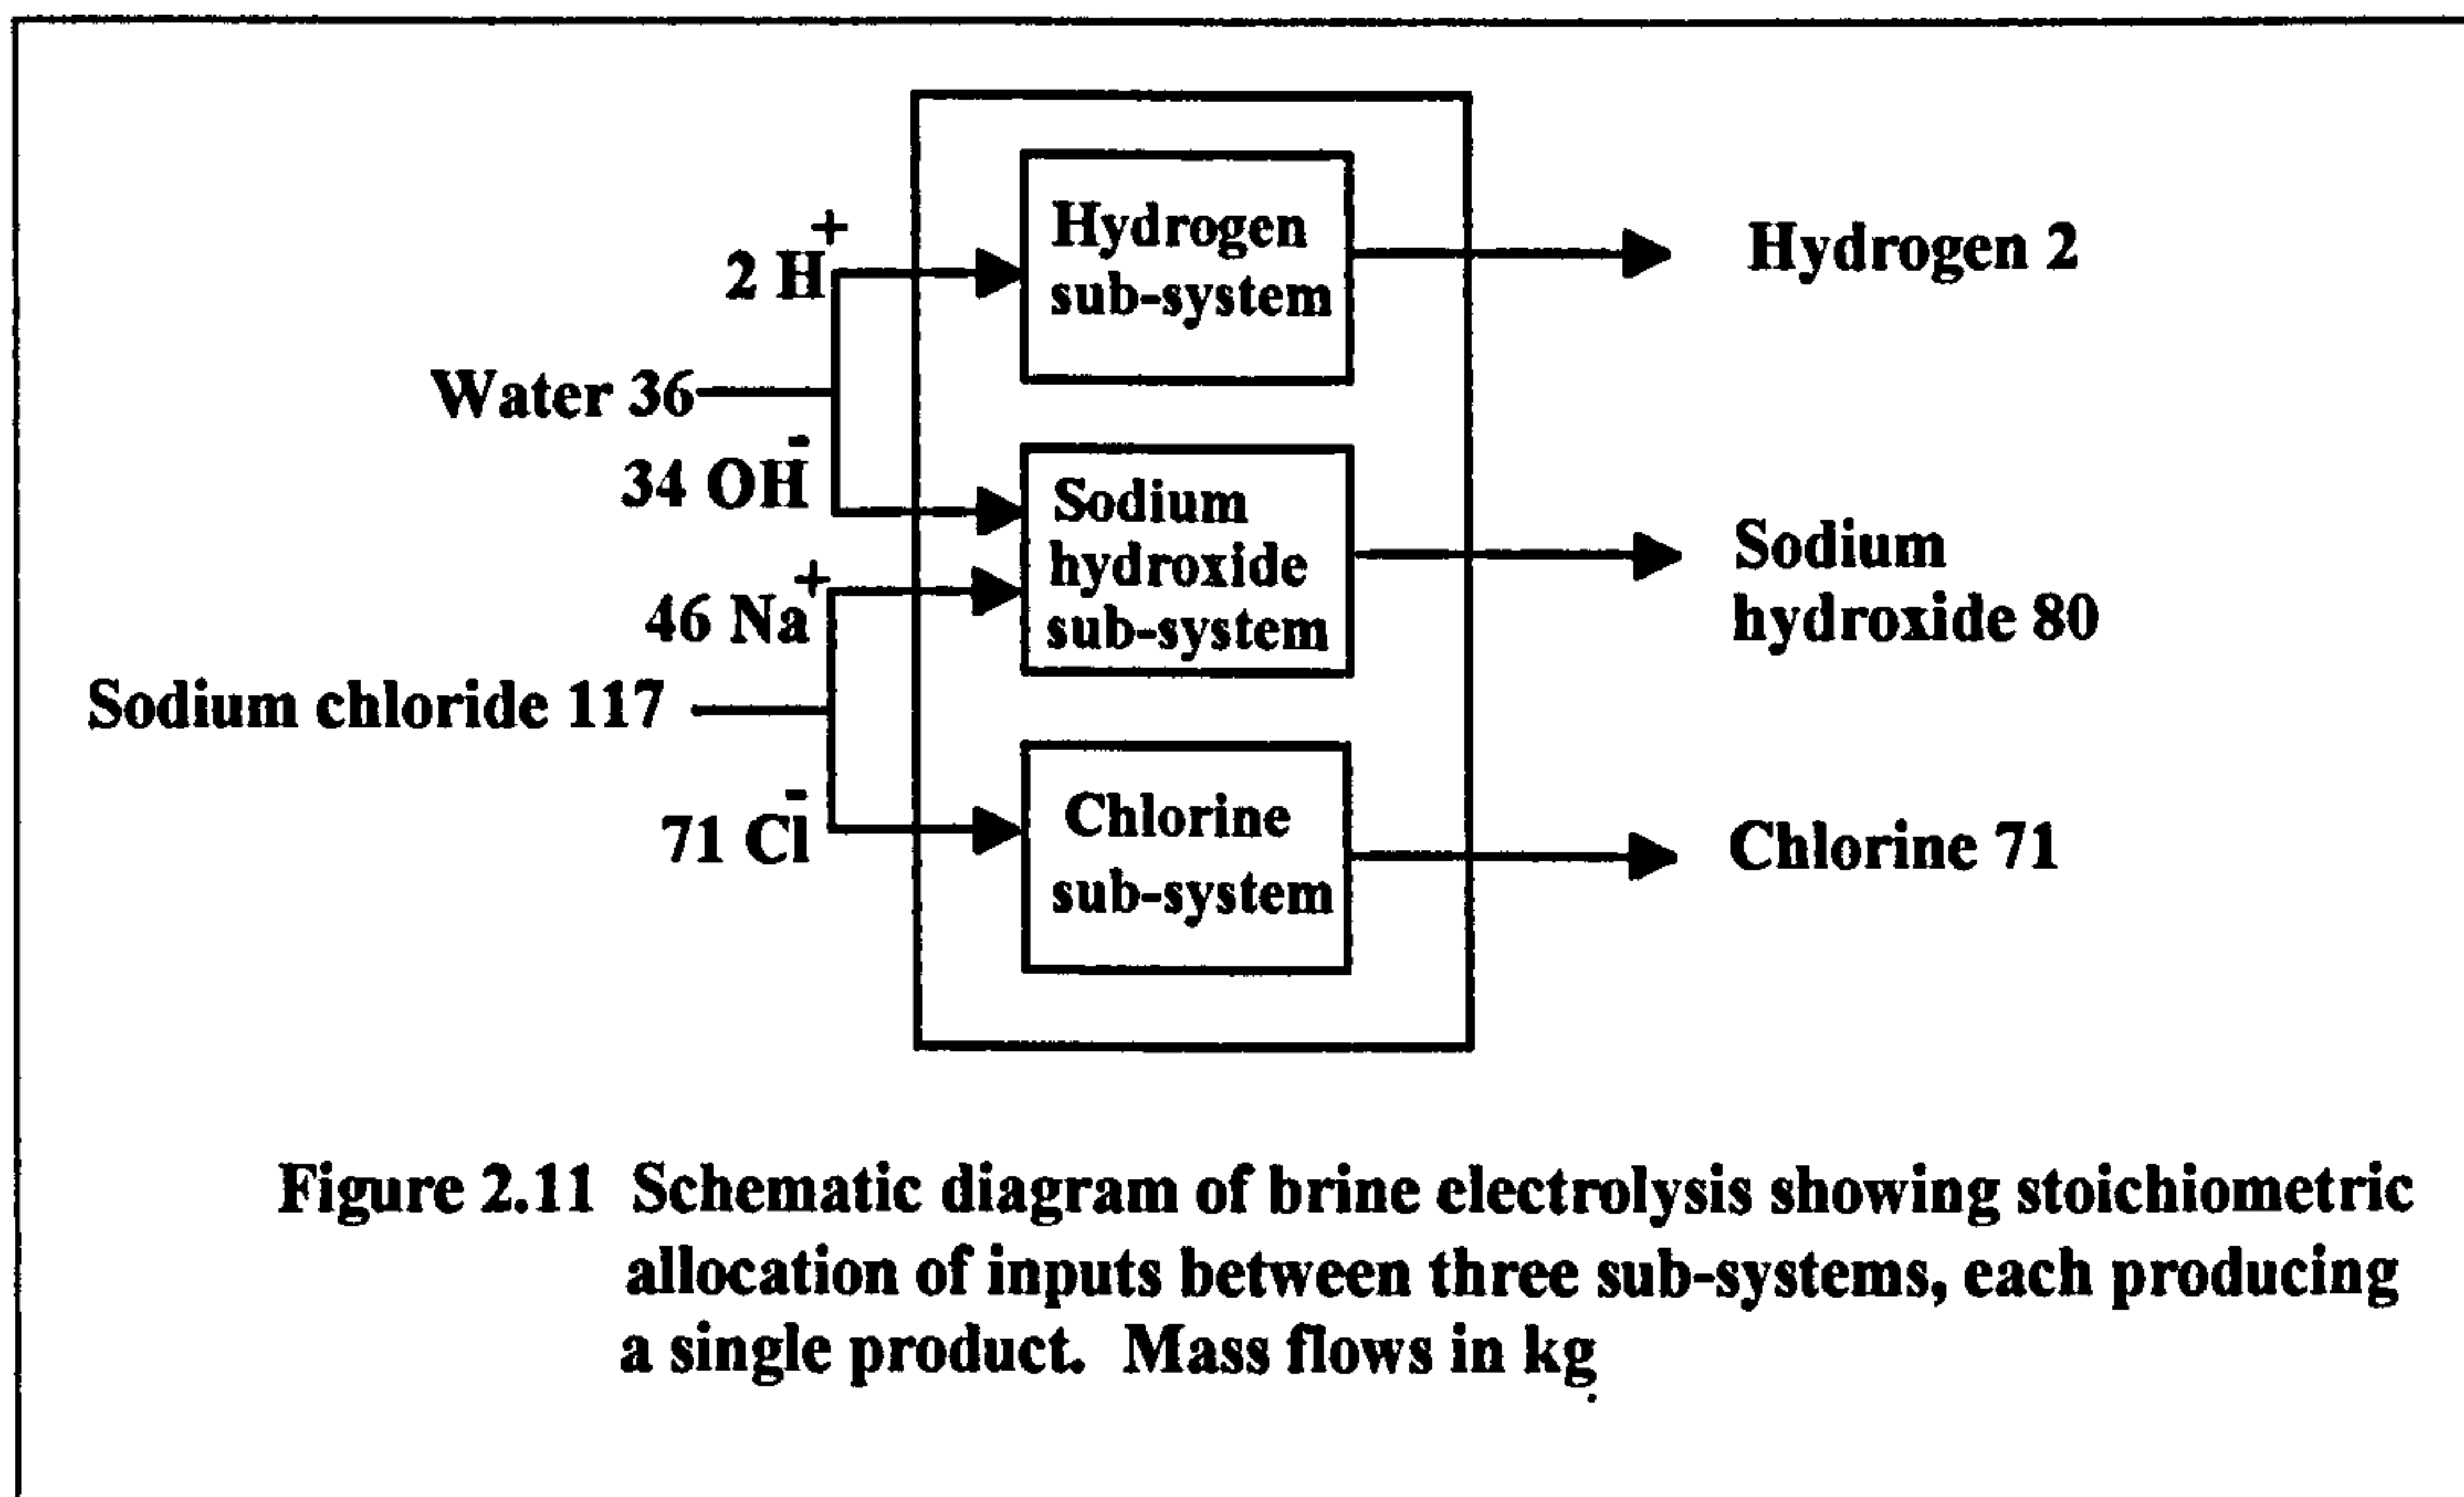 2 H+
Hydrogen
sub-system
Hydrogen 2
Water 36
34 OH-
Sodium
hydroxide
sub-system
Sodium
hydroxide 80
46 Na+
Sodium chloride 117
71 Cl-
Chlorine
sub-system
Chlorine 71
Figure 2.11 Schematic diagram of brine electrolysis showing stoichiometric
allocation of inputs between three sub-systems, each producing
a single product. Mass flows in kg